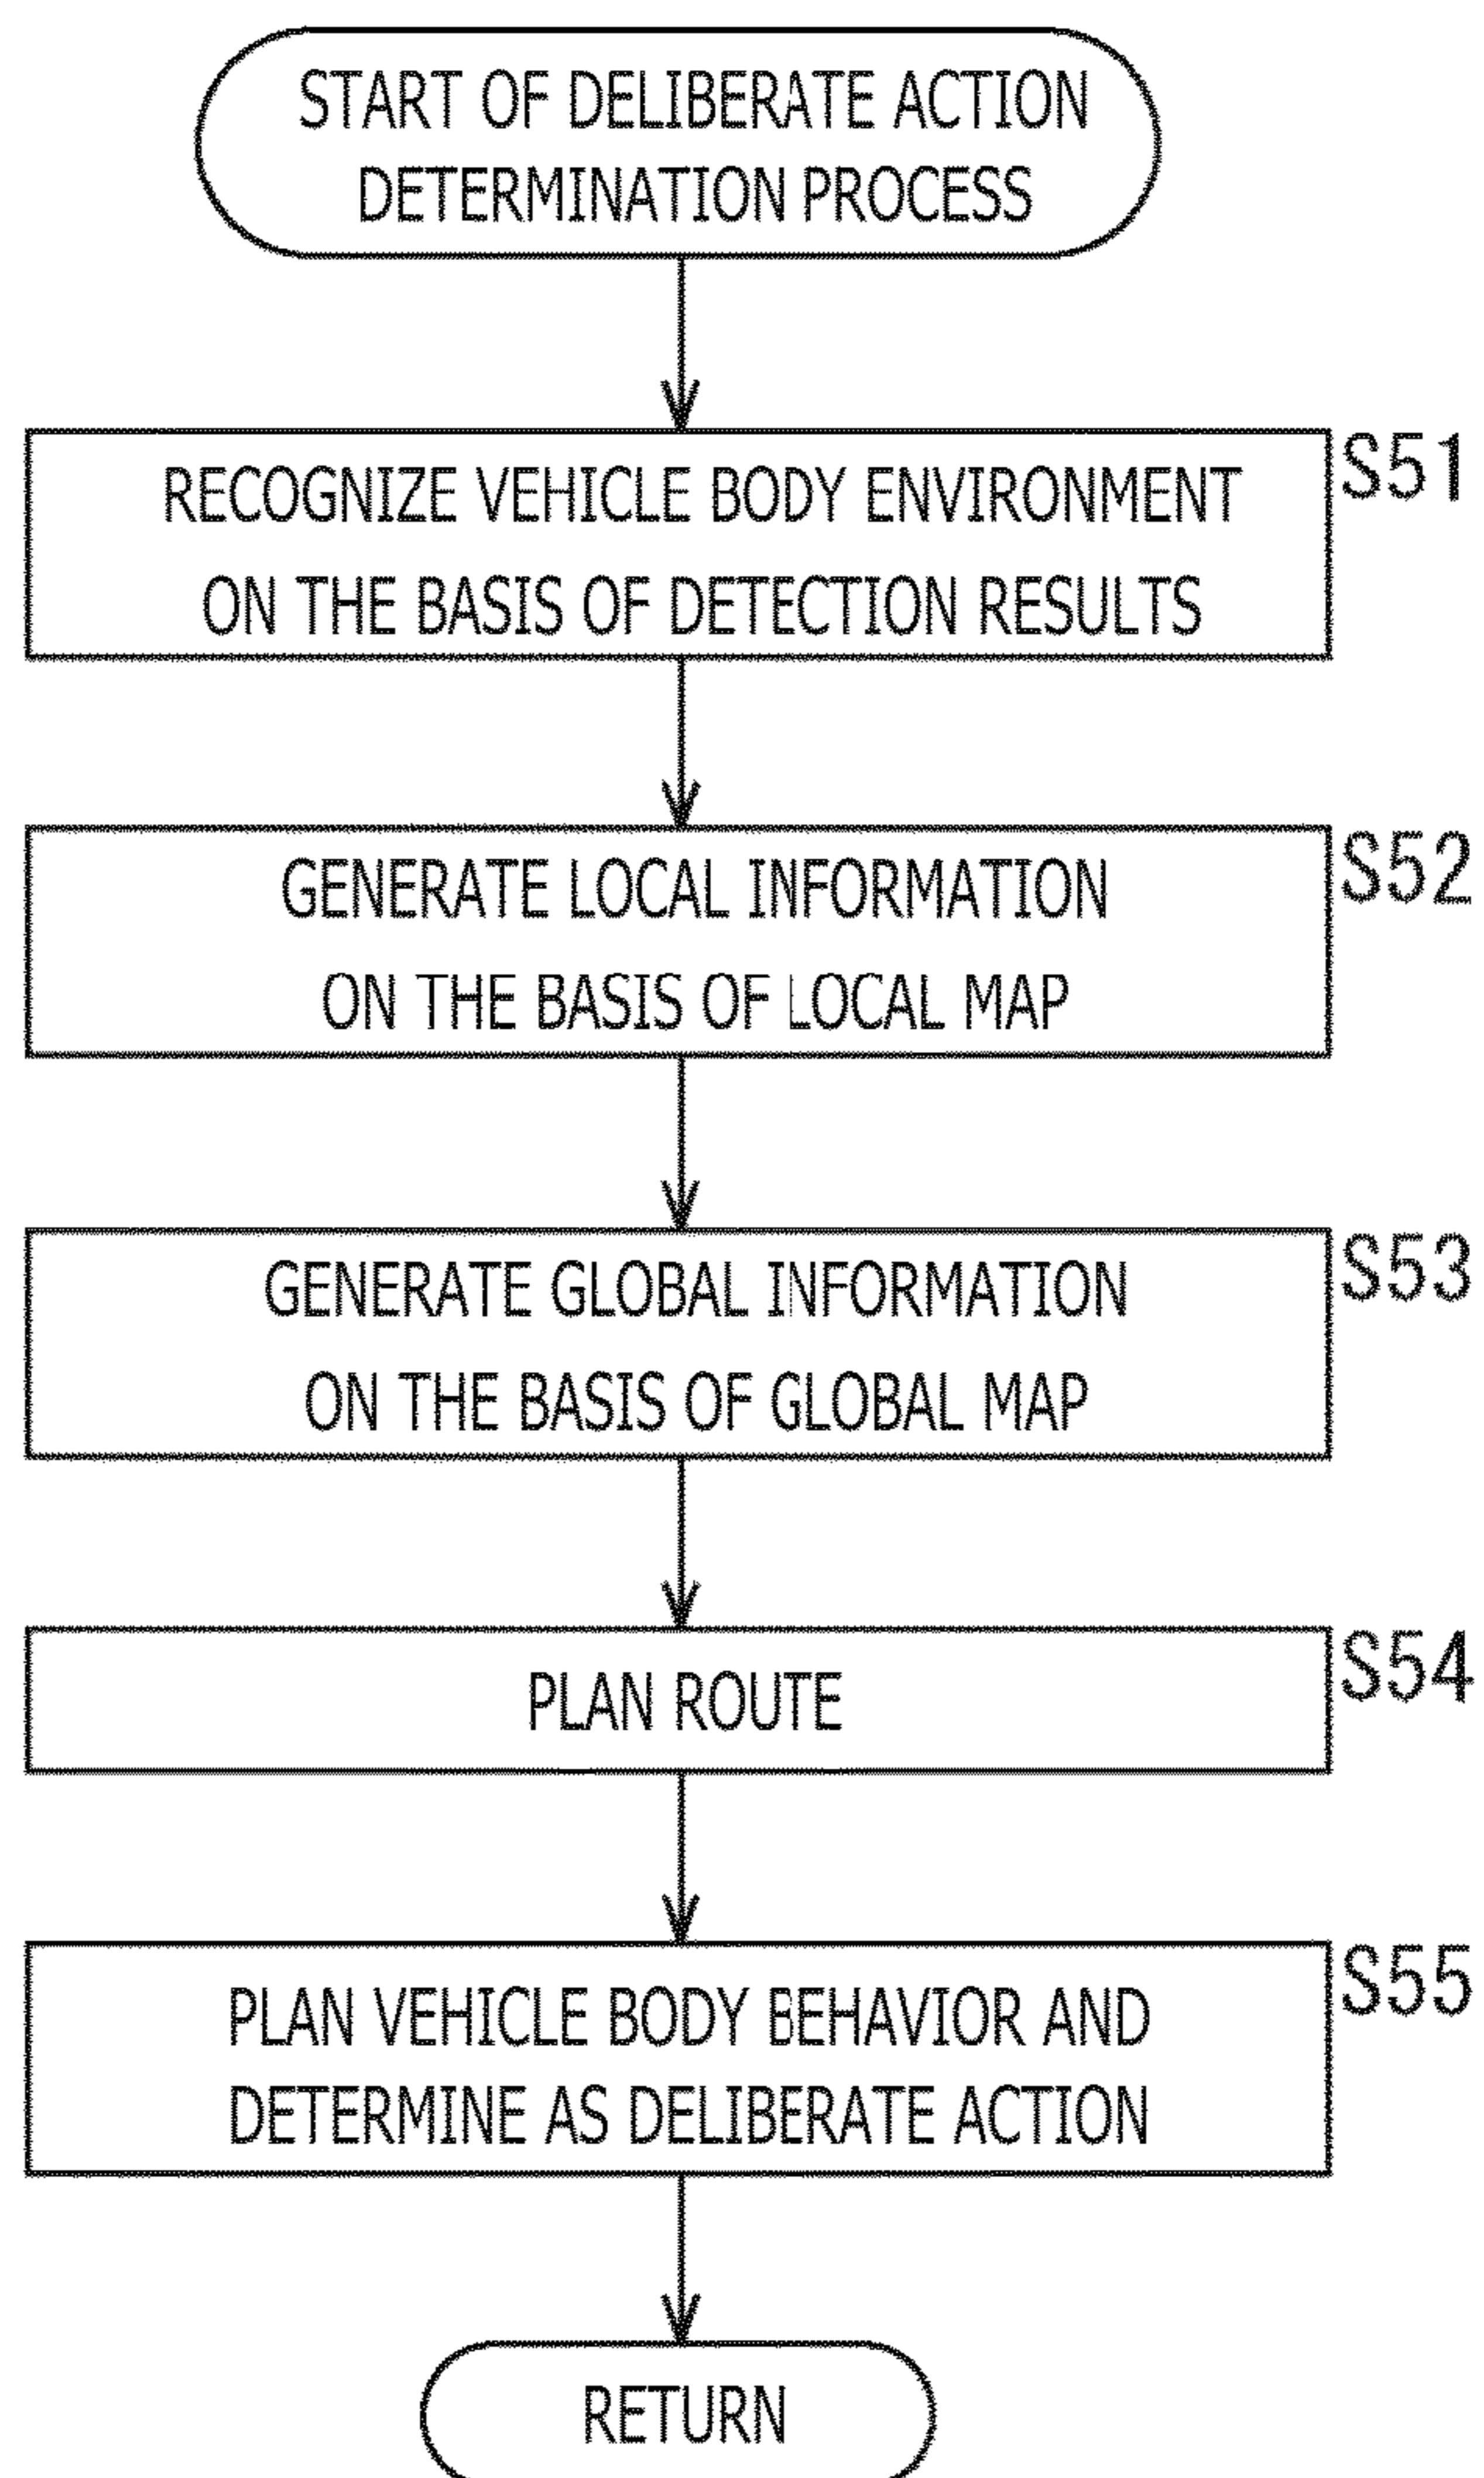 START OF DELIBERATE ACTION
DETERMINATION PROCESS
RECOGNIZE VEHICLE BODY ENVIRONMENT
ON THE BASIS OF DETECTION RESULTS
S51
GENERATE LOCAL INFORMATION
ON THE BASIS OF LOCAL MAP
S52
GENERATE GLOBAL INFORMATION
ON THE BASIS OF GLOBAL MAP
S53
PLAN ROUTE
S54
PLAN VEHICLE BODY BEHAVIOR AND
DETERMINE AS DELIBERATE ACTION
S55
RETURN